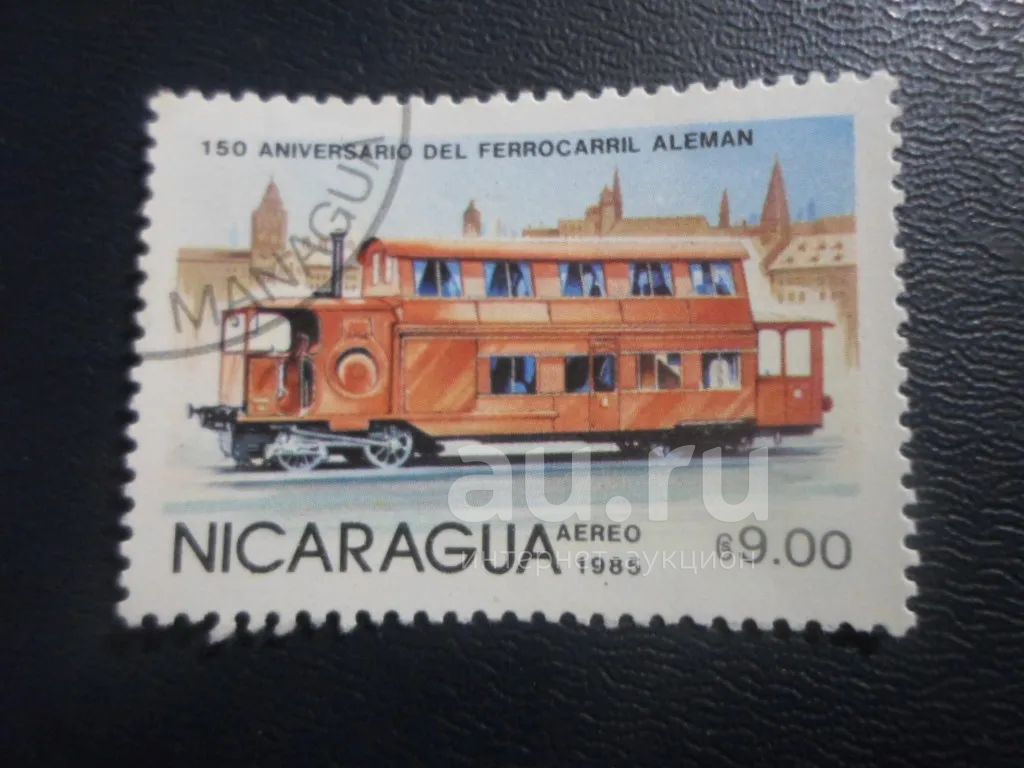 150 ANIVERSARIO DEL FERROCARRIL ALEMAN
MANAGUA
NICARAGUA
AEREO
1985
₡9.00
au.ru
интернет аукцион